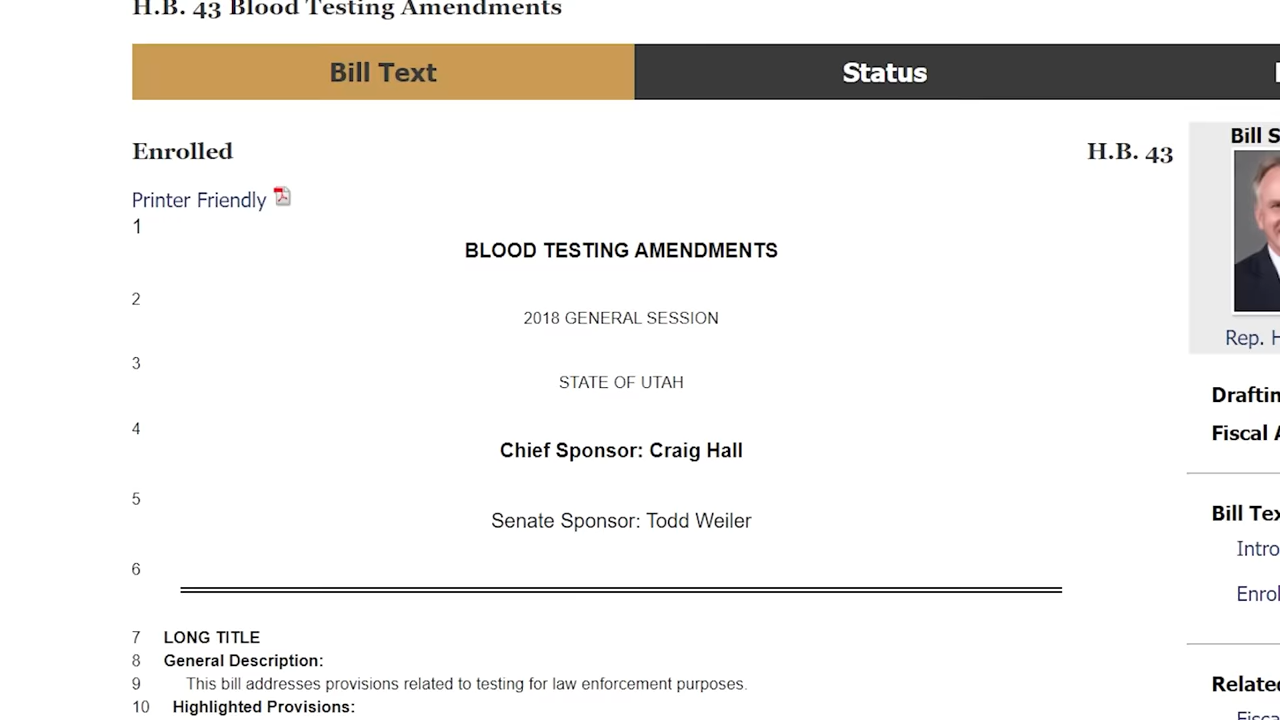 H.B. 43 Blood Testing Amendments
Bill Text
Status
Enrolled
H.B. 43
Printer Friendly
1
BLOOD TESTING AMENDMENTS
2
2018 GENERAL SESSION
3
STATE OF UTAH
4
Chief Sponsor: Craig Hall
5
Senate Sponsor: Todd Weiler
6
7 LONG TITLE
8 General Description:
9 This bill addresses provisions related to testing for law enforcement purposes.
10 Highlighted Provisions:
Bill S
Rep. H
Draftin
Fiscal A
Bill Tex
Intro
Enrol
Related
Fisca